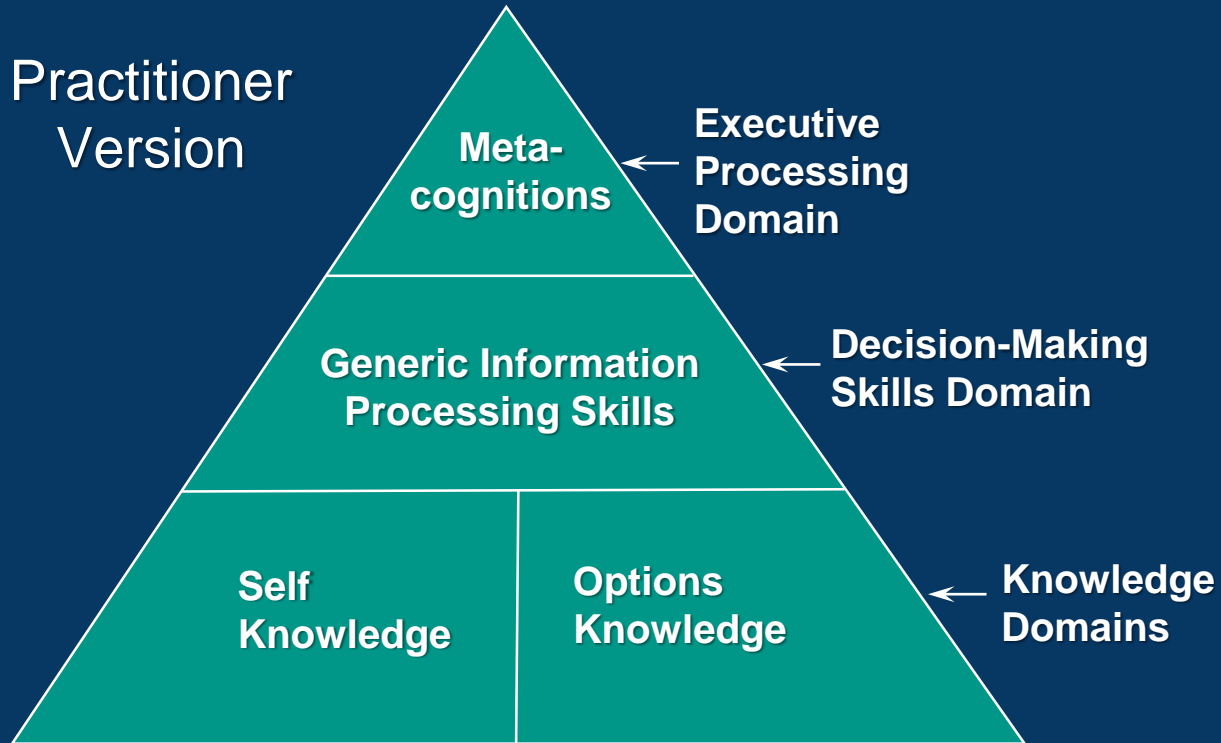 Practitioner
Version
Meta-
cognitions
Executive
Processing
Domain
Generic Information
Processing Skills
Decision-Making
Skills Domain
Self
Knowledge
Options
Knowledge
Knowledge
Domains